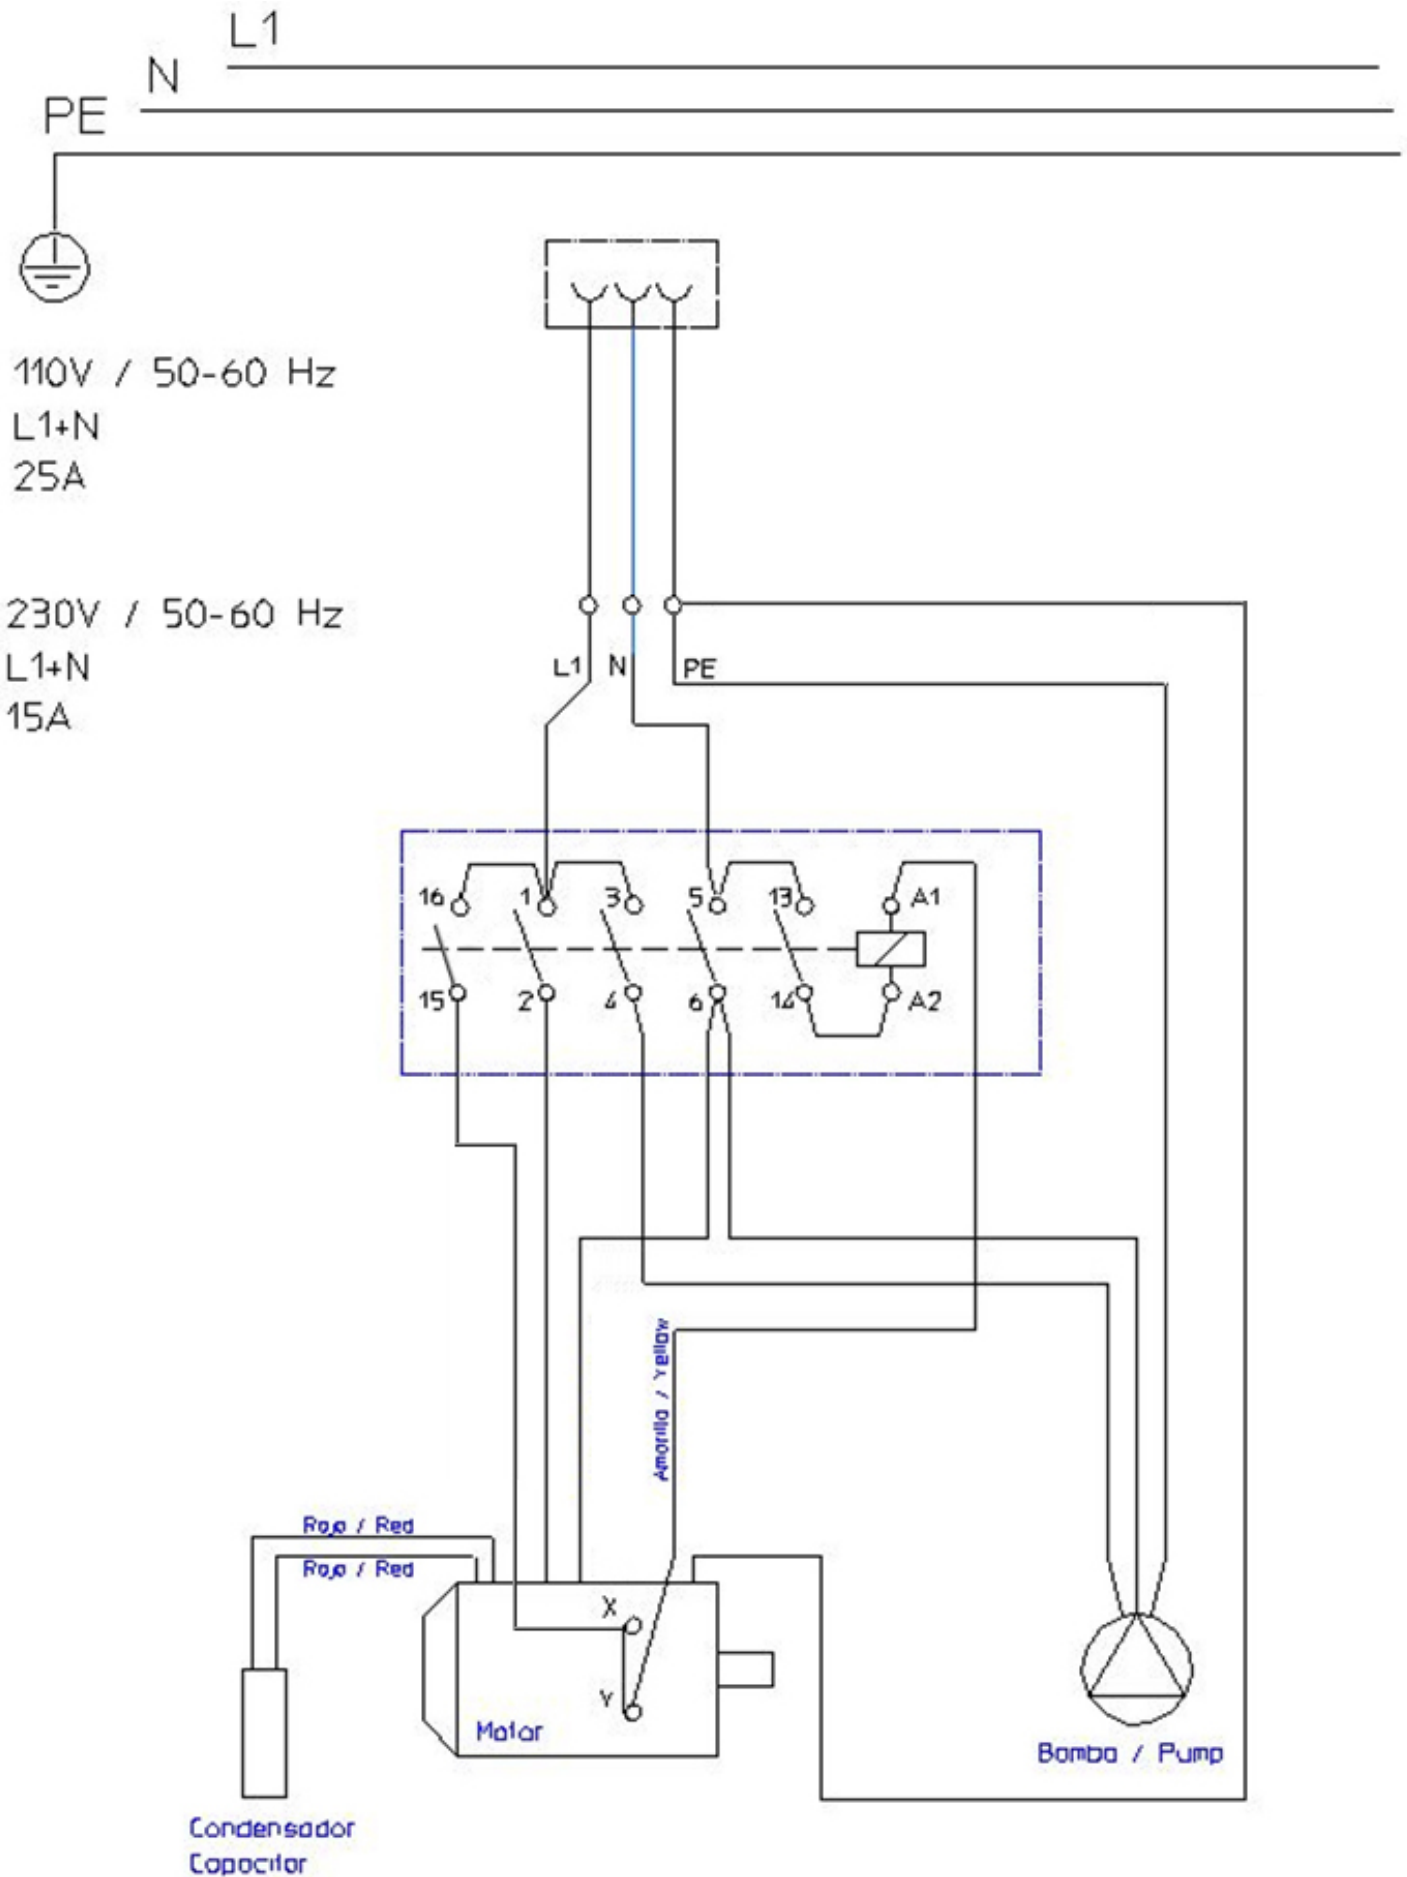 L1
N
PE
110V / 50-60 Hz
L1+N
25A
230V / 50-60 Hz
L1+N
15A
L1 N PE
16 1 3 5 13 A1
15 2 4 6 14 A2
Amarillo / Yellow
Rojo / Red
Rojo / Red
X
Y
Motor
Bomba / Pump
Condensador
Capacitor